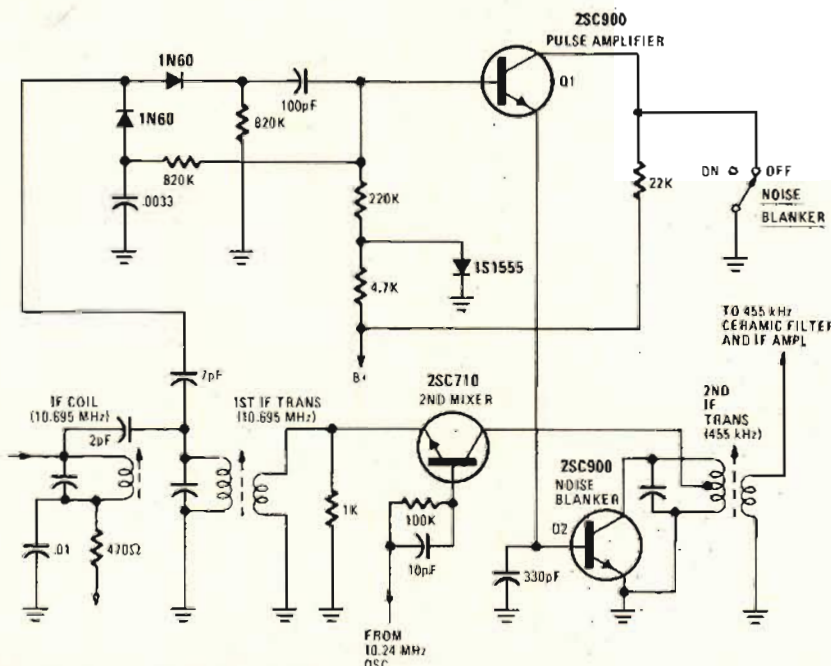 2SC900
PULSE AMPLIFIER
Q1
1N60
1N60
100pF
820K
820K
.0033
220K
22K
ON
OFF
NOISE
BLANKER
1S1555
4.7K
B+
TO 455 kHz
CERAMIC FILTER
AND IF AMPL
7pF
2SC710
2ND MIXER
IF COIL
(10.695 MHz)
1ST IF TRANS
(10.695 MHz)
2ND
IF
TRANS
(455 kHz)
2pF
2SC900
NOISE
BLANKER
Q2
.01
470Ω
1K
100K
10pF
330pF
FROM
10.24 MHz
OSC